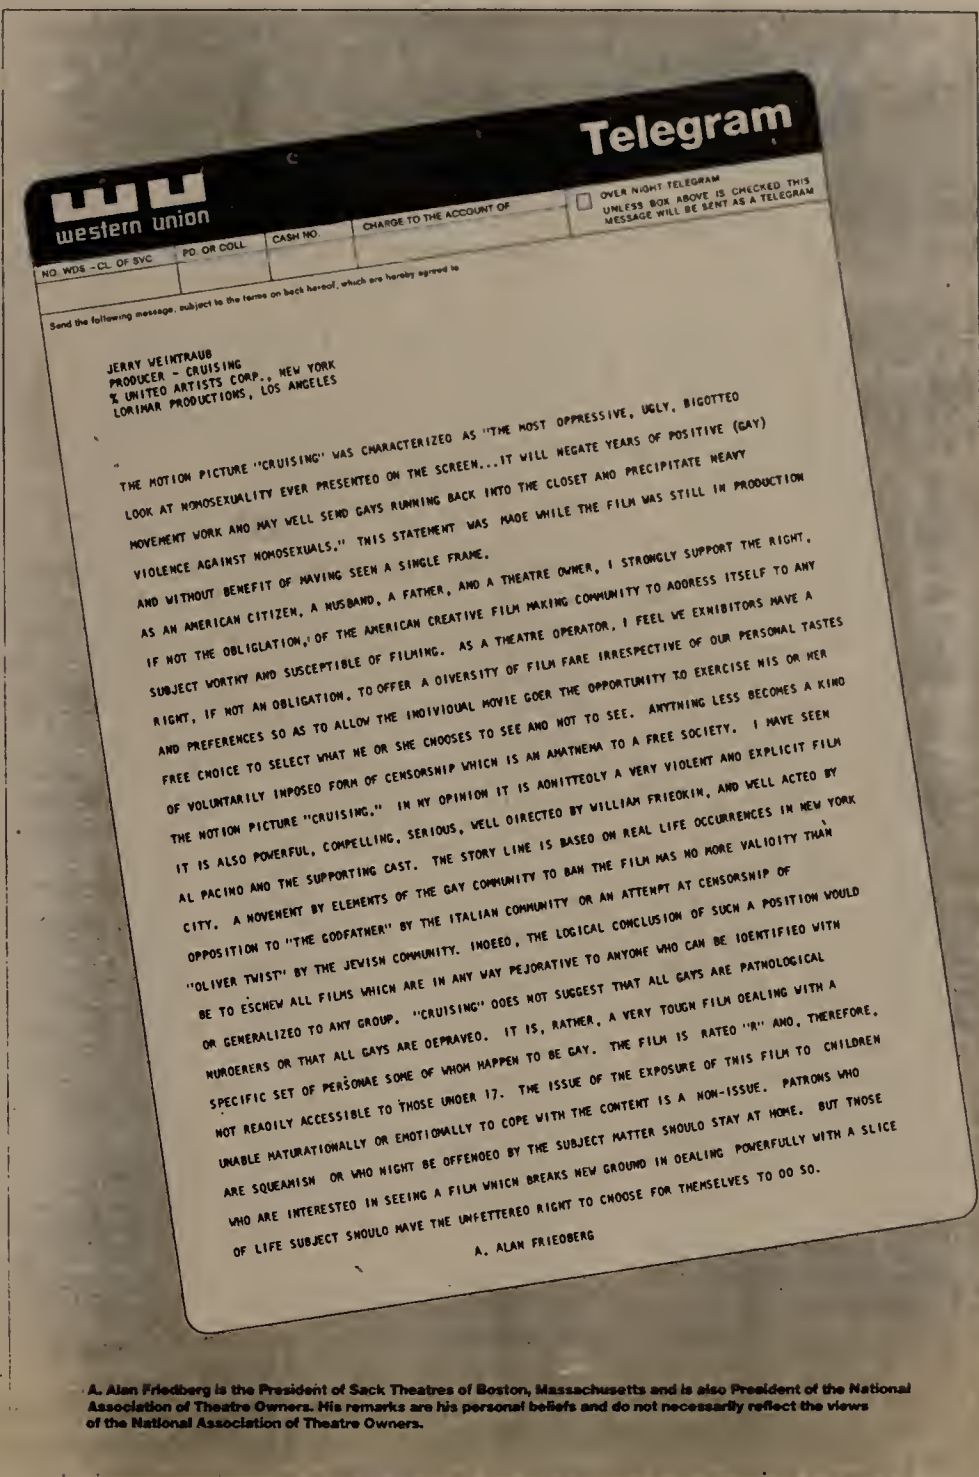 Telegram
western union
NO. WDS - CL. OF SVC
PD. OR COLL.
CASH NO.
CHARGE TO THE ACCOUNT OF
OVER NIGHT TELEGRAM
UNLESS BOX ABOVE IS CHECKED THIS
MESSAGE WILL BE SENT AS A TELEGRAM
Send the following message, subject to the terms on back hereof, which are hereby agreed to
JERRY WEINTRAUB
PRODUCER - CRUISING
% UNITED ARTISTS CORP., NEW YORK
LORIMAR PRODUCTIONS, LOS ANGELES
THE MOTION PICTURE "CRUISING" WAS CHARACTERIZED AS "THE MOST OPPRESSIVE, UGLY, BIGOTTED
LOOK AT HOMOSEXUALITY EVER PRESENTED ON THE SCREEN...IT WILL NEGATE YEARS OF POSITIVE (GAY)
MOVEMENT WORK AND MAY WELL SEND GAYS RUNNING BACK INTO THE CLOSET AND PRECIPITATE HEAVY
VIOLENCE AGAINST HOMOSEXUALS." THIS STATEMENT WAS MADE WHILE THE FILM WAS STILL IN PRODUCTION
AND WITHOUT BENEFIT OF HAVING SEEN A SINGLE FRAME.
AS AN AMERICAN CITIZEN, A HUSBAND, A FATHER, AND A THEATRE OWNER, I STRONGLY SUPPORT THE RIGHT,
IF NOT THE OBLIGLATION, OF THE AMERICAN CREATIVE FILM MAKING COMMUNITY TO ADDRESS ITSELF TO ANY
SUBJECT WORTHY AND SUSCEPTIBLE OF FILMING. AS A THEATRE OPERATOR, I FEEL WE EXHIBITORS HAVE A
RIGHT, IF NOT AN OBLIGATION, TO OFFER A DIVERSITY OF FILM FARE IRRESPECTIVE OF OUR PERSONAL TASTES
AND PREFERENCES SO AS TO ALLOW THE INDIVIDUAL MOVIE GOER THE OPPORTUNITY TO EXERCISE HIS OR HER
FREE CHOICE TO SELECT WHAT HE OR SHE CHOOSES TO SEE AND NOT TO SEE. ANYTHING LESS BECOMES A KIND
OF VOLUNTARILY IMPOSED FORM OF CENSORSHIP WHICH IS AN AMATHEMA TO A FREE SOCIETY. I HAVE SEEN
THE MOTION PICTURE "CRUISING." IN MY OPINION IT IS ADMITTEDLY A VERY VIOLENT AND EXPLICIT FILM
IT IS ALSO POWERFUL, COMPELLING, SERIOUS, WELL DIRECTED BY WILLIAM FRIEDKIN, AND WELL ACTED BY
AL PACINO AND THE SUPPORTING CAST. THE STORY LINE IS BASED ON REAL LIFE OCCURRENCES IN NEW YORK
CITY. A MOVEMENT BY ELEMENTS OF THE GAY COMMUNITY TO BAN THE FILM HAS NO MORE VALIDITY THAN
OPPOSITION TO "THE GODFATHER" BY THE ITALIAN COMMUNITY OR AN ATTEMPT AT CENSORSHIP OF
"OLIVER TWIST" BY THE JEWISH COMMUNITY. INDEED, THE LOGICAL CONCLUSION OF SUCH A POSITION WOULD
BE TO ESCHEW ALL FILMS WHICH ARE IN ANY WAY PEJORATIVE TO ANYONE WHO CAN BE IDENTIFIED WITH
OR GENERALIZED TO ANY GROUP. "CRUISING" DOES NOT SUGGEST THAT ALL GAYS ARE PATHOLOGICAL
MURDERERS OR THAT ALL GAYS ARE DEPRAVED. IT IS, RATHER, A VERY TOUGH FILM DEALING WITH A
SPECIFIC SET OF PERSONAE SOME OF WHOM HAPPEN TO BE GAY. THE FILM IS RATED "R" AND, THEREFORE,
NOT READILY ACCESSIBLE TO THOSE UNDER 17. THE ISSUE OF THE EXPOSURE OF THIS FILM TO CHILDREN
UNABLE MATURATIONALLY OR EMOTIONALLY TO COPE WITH THE CONTENT IS A NON-ISSUE. PATRONS WHO
ARE SQUEAMISH OR WHO MIGHT BE OFFENDED BY THE SUBJECT MATTER SHOULD STAY AT HOME. BUT THOSE
WHO ARE INTERESTED IN SEEING A FILM WHICH BREAKS NEW GROUND IN DEALING POWERFULLY WITH A SLICE
OF LIFE SUBJECT SHOULD HAVE THE UNFETTERED RIGHT TO CHOOSE FOR THEMSELVES TO DO SO.
A. ALAN FRIEDBERG
A. Alan Friedberg is the President of Sack Theatres of Boston, Massachusetts and is also President of the National
Association of Theatre Owners. His remarks are his personal beliefs and do not necessarily reflect the views
of the National Association of Theatre Owners.